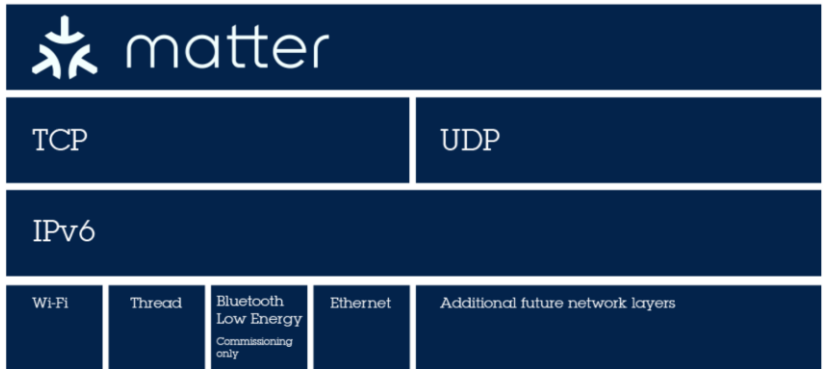 matter
TCP
UDP
IPv6
Wi-Fi
Thread
Bluetooth
Low Energy
Commissioning
only
Ethernet
Additional future network layers